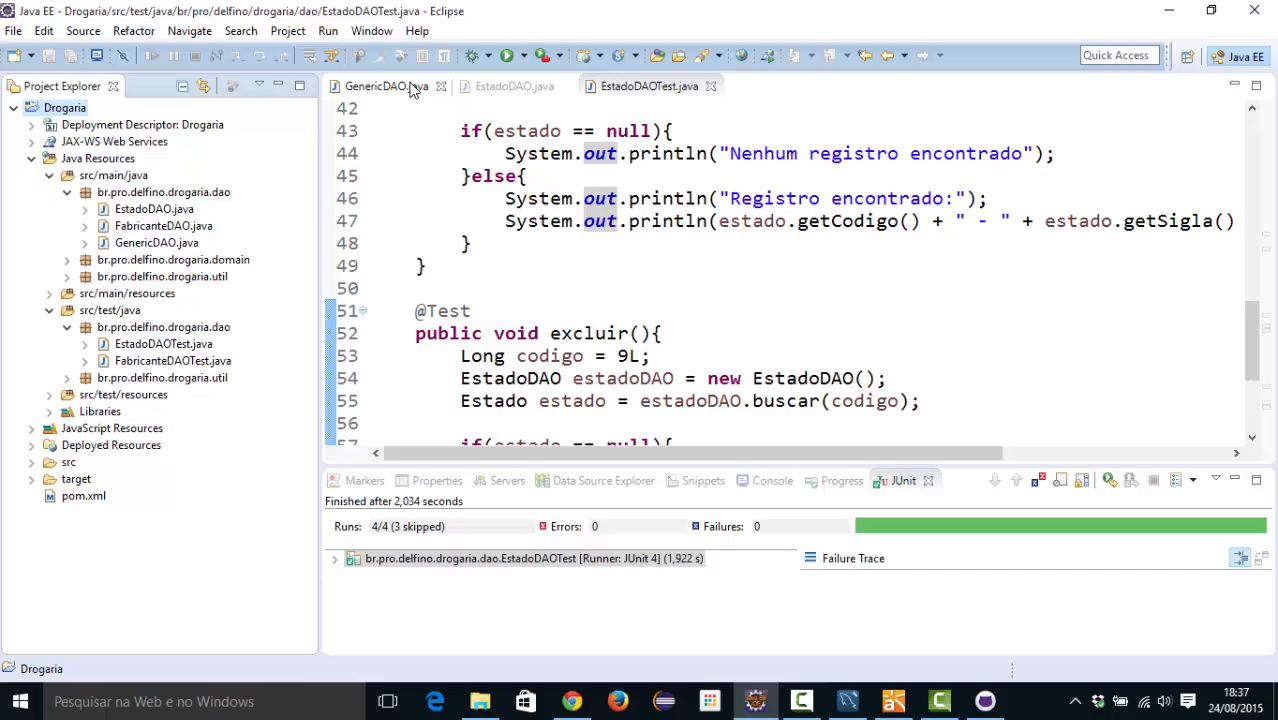 Java EE - Drogaria/src/test/java/br/pro/delfino/drogaria/dao/EstadoDAOTest.java - Eclipse
File Edit Source Refactor Navigate Search Project Run Window Help
Quick Access
Java EE
Project Explorer
Drogaria
Deployment Descriptor: Drogaria
JAX-WS Web Services
Java Resources
src/main/java
br.pro.delfino.drogaria.dao
EstadoDAO.java
FabricanteDAO.java
GenericDAO.java
br.pro.delfino.drogaria.domain
br.pro.delfino.drogaria.util
src/main/resources
src/test/java
br.pro.delfino.drogaria.dao
EstadoDAOTest.java
FabricanteDAOTest.java
br.pro.delfino.drogaria.util
src/test/resources
Libraries
JavaScript Resources
Deployed Resources
src
target
pom.xml
GenericDAO.java EstadoDAO.java EstadoDAOTest.java
42
43 if(estado == null){
44 System.out.println("Nenhum registro encontrado");
45 }else{
46 System.out.println("Registro encontrado:");
47 System.out.println(estado.getCodigo() + " - " + estado.getSigla()
48 }
49 }
50
51 @Test
52 public void excluir(){
53 Long codigo = 9L;
54 EstadoDAO estadoDAO = new EstadoDAO();
55 Estado estado = estadoDAO.buscar(codigo);
56
57 if(estado == null){
Markers Properties Servers Data Source Explorer Snippets Console Progress JUnit
Finished after 2,034 seconds
Runs: 4/4 (3 skipped) Errors: 0 Failures: 0
br.pro.delfino.drogaria.dao.EstadoDAOTest [Runner: JUnit 4] (1,922 s)
Failure Trace
Drogaria
Pesquisar na Web e no Windows
18:37
24/08/2015